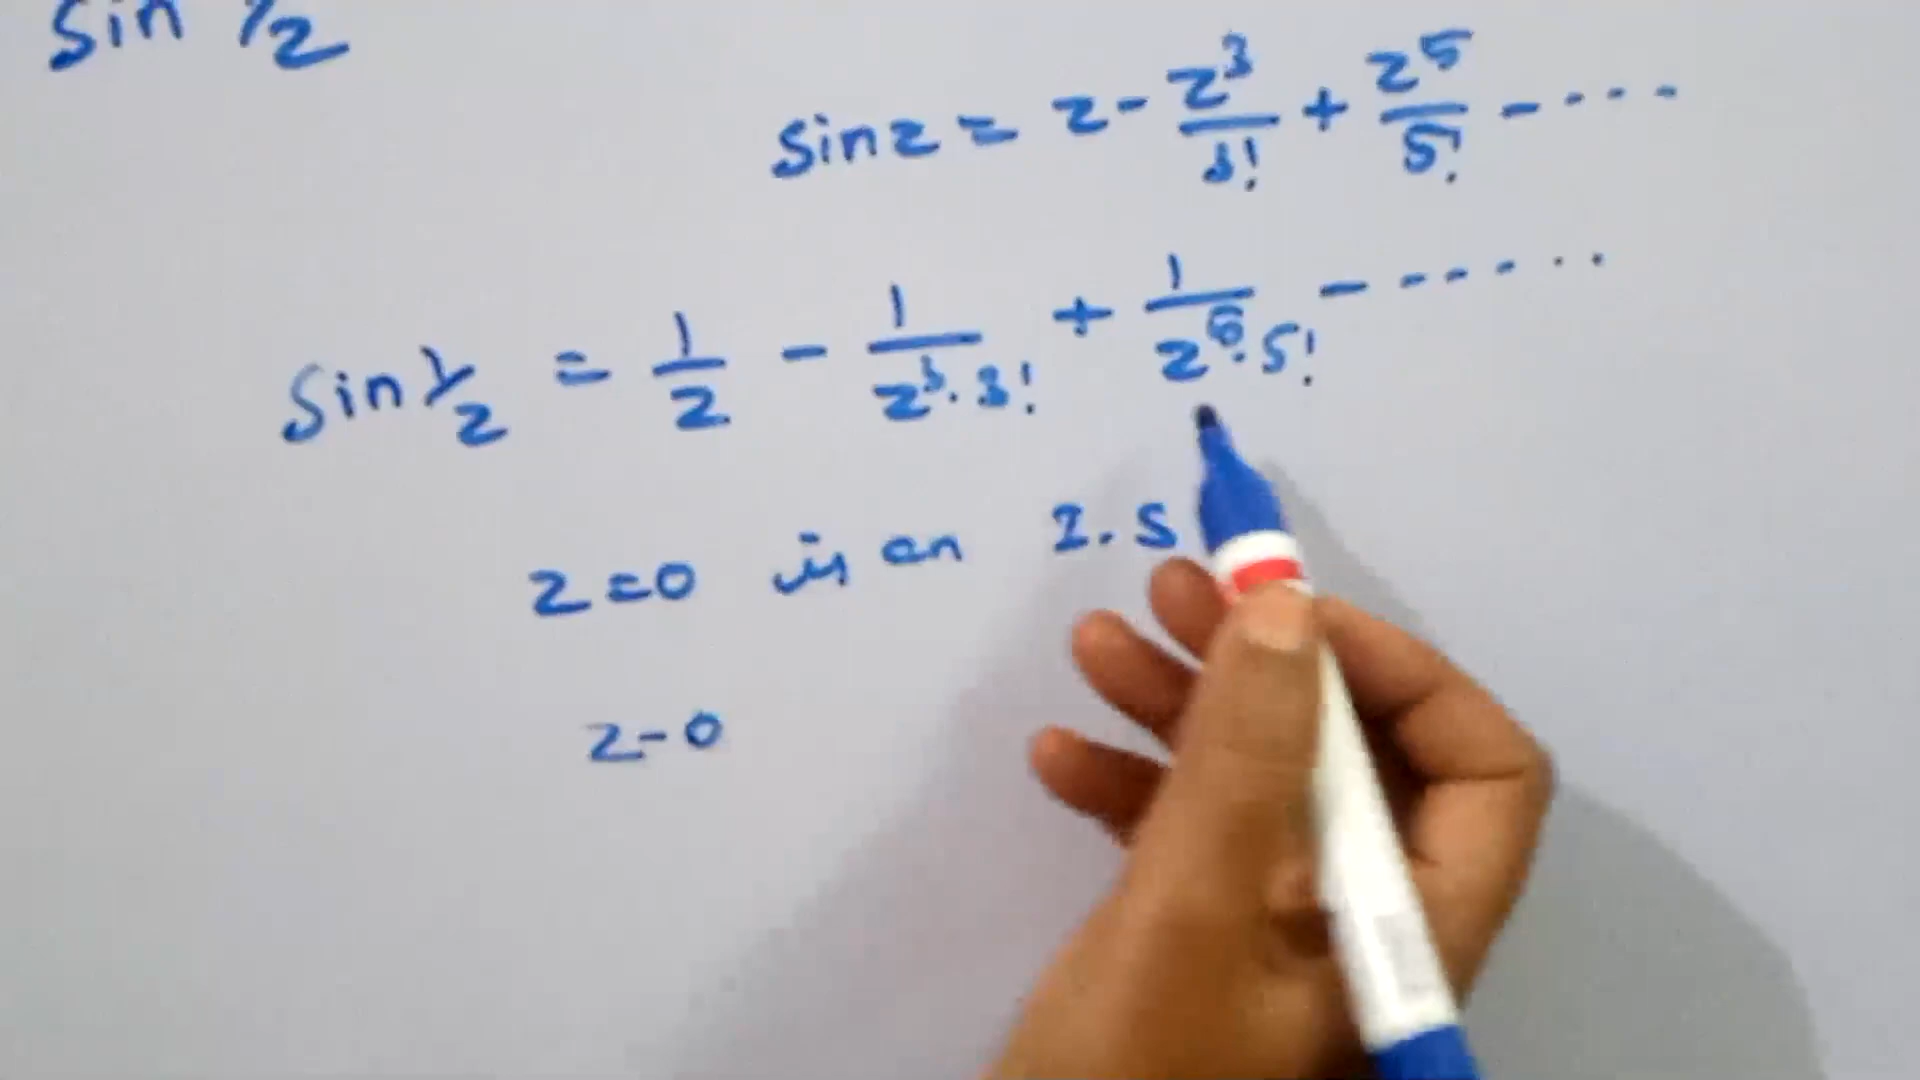 sin 1/z
sin z = z - z³/3! + z⁵/5! - ....
sin 1/z = 1/z - 1/z³.3! + 1/z⁵.5! - ......
z = 0 is an I.S
z - 0